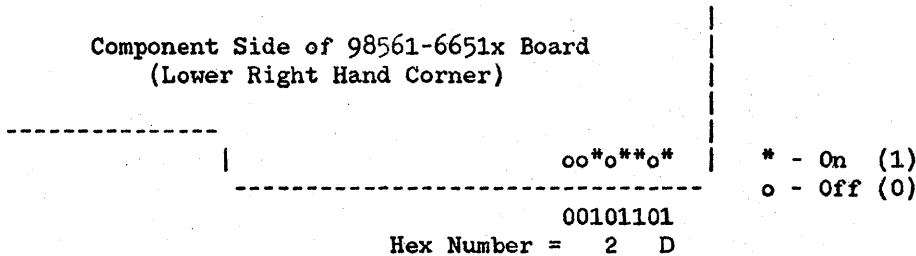 Component Side of 98561-6651x Board
(Lower Right Hand Corner)
oo*o**o* * - On (1)
o - Off (0)
00101101
Hex Number = 2 D